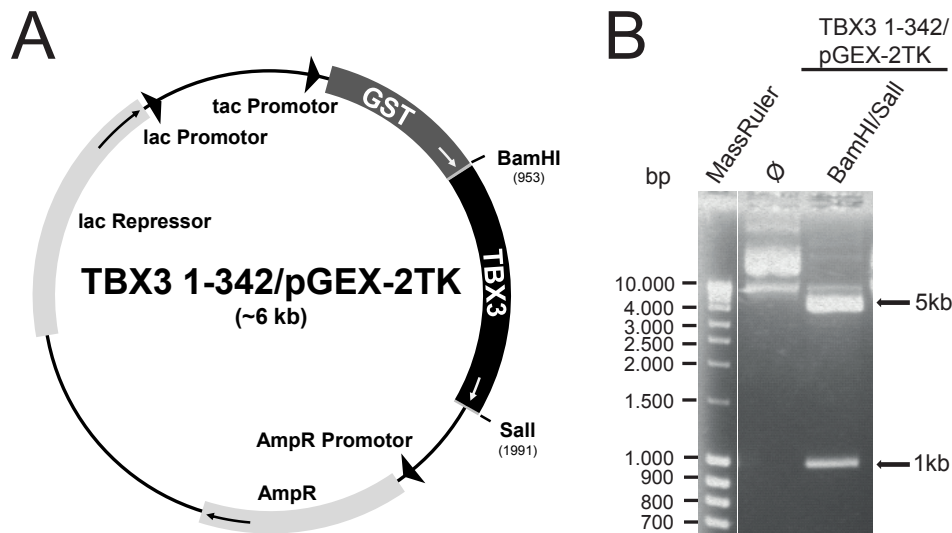 A
tac Promotor
GST
lac Promotor
BamHI
(953)
lac Repressor
TBX3 1-342/pGEX-2TK
(~6 kb)
TBX3
SalI
(1991)
AmpR Promotor
AmpR
B
TBX3 1-342/
pGEX-2TK
MassRuler
Ø
BamHI/SalI
bp
10.000
4.000
3.000
2.500
2.000
1.500
1.000
900
800
700
5kb
1kb